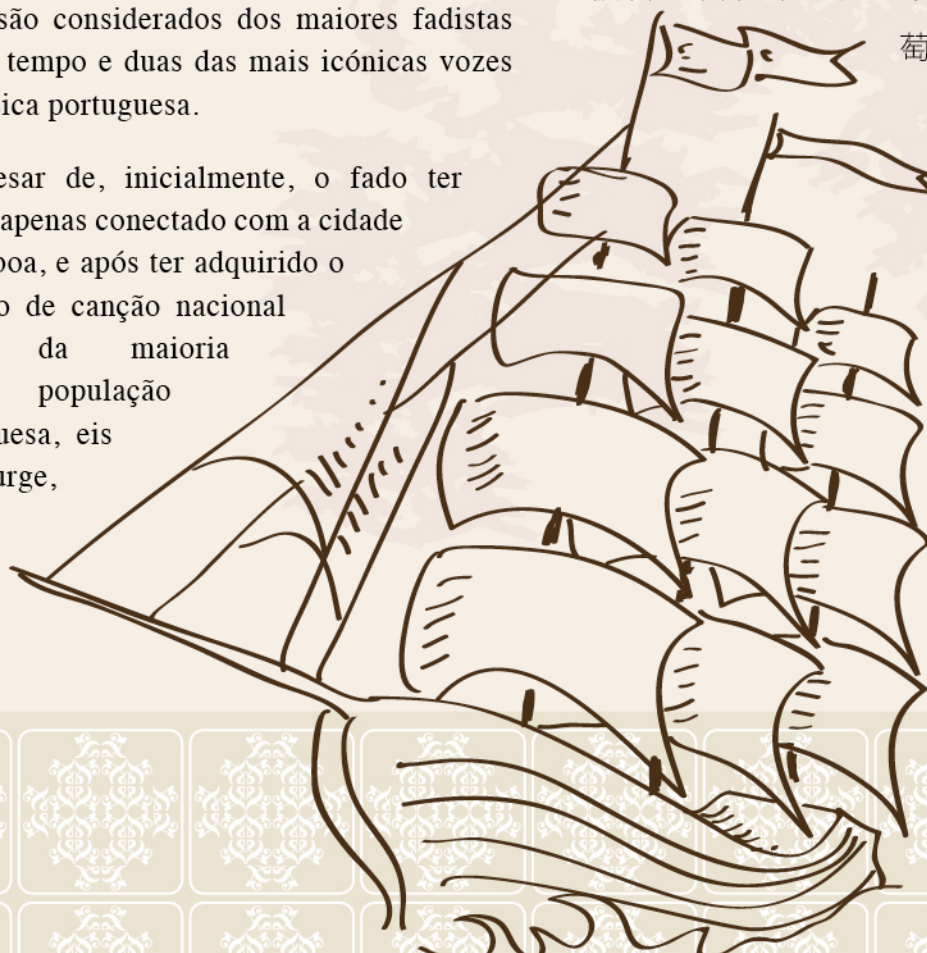 são considerados dos maiores fadistas
tempo e duas das mais icónicas vozes
ica portuguesa.
esar de, inicialmente, o fado ter
apenas conectado com a cidade
boa, e após ter adquirido o
o de canção nacional
da maioria
população
uesa, eis
urge,
萄